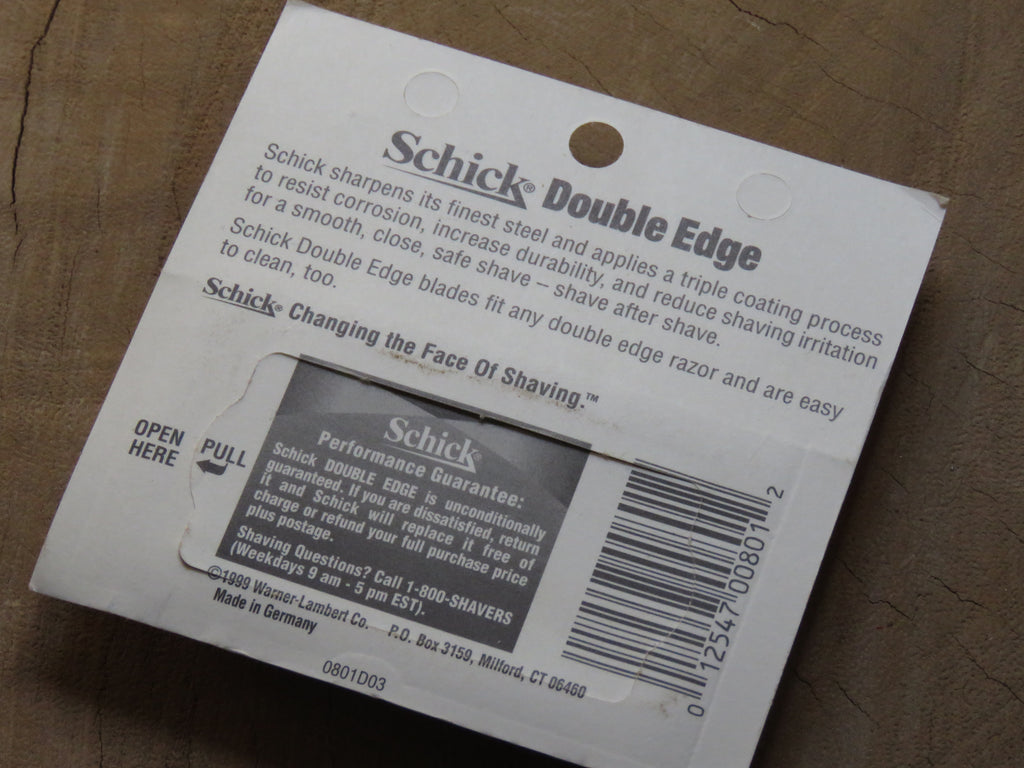 Schick® Double Edge
Schick sharpens its finest steel and applies a triple coating process
to resist corrosion, increase durability, and reduce shaving irritation
for a smooth, close, safe shave – shave after shave.
Schick Double Edge blades fit any double edge razor and are easy
to clean, too.
Schick® Changing the Face Of Shaving.™
OPEN
HERE
PULL
Schick®
Performance Guarantee:
Schick DOUBLE EDGE is unconditionally
guaranteed. If you are dissatisfied, return
it and Schick will replace it free of
charge or refund your full purchase price
plus postage.
Shaving Questions? Call 1-800-SHAVERS
(Weekdays 9 am - 5 pm EST).
©1999 Warner-Lambert Co. P.O. Box 3159, Milford, CT 06460
Made in Germany
0801D03
0 12547 00801 2